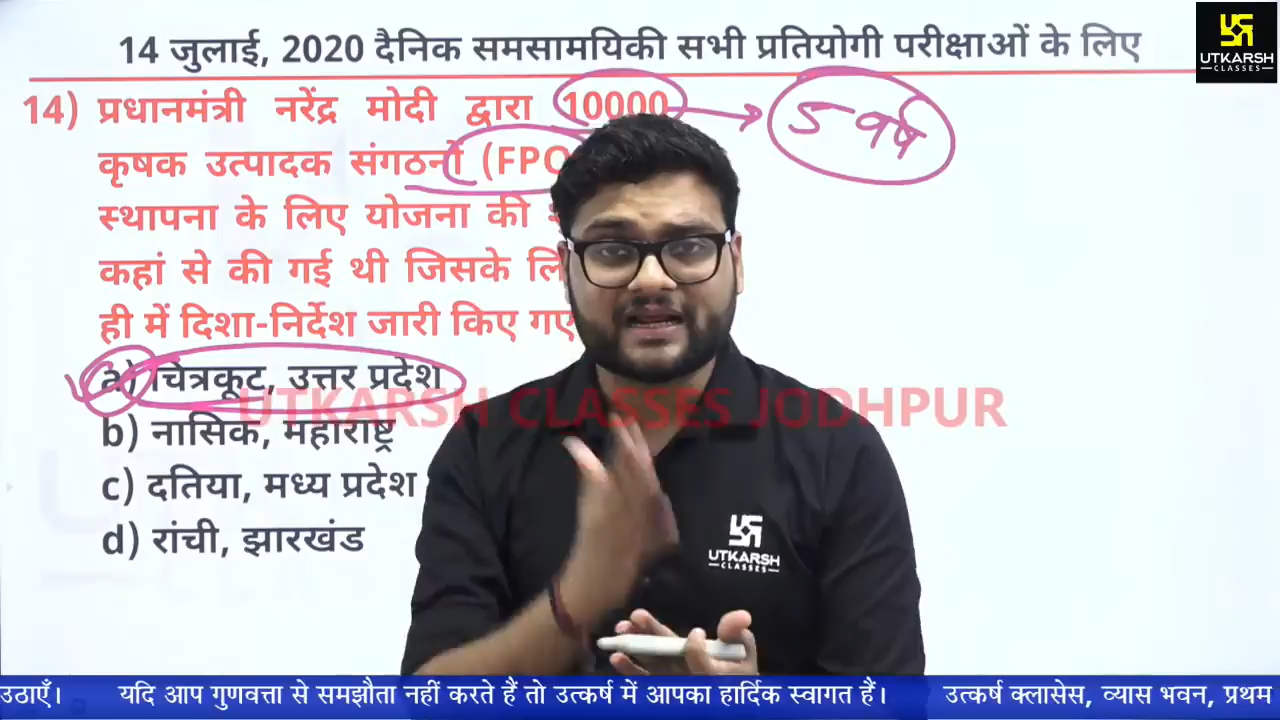 14 जुलाई, 2020 दैनिक समसामयिकी सभी प्रतियोगी परीक्षाओं के लिए
UTKARSH
CLASSES
14) प्रधानमंत्री नरेंद्र मोदी द्वारा 10000
5 वर्ष
कृषक उत्पादक संगठनों (FPO
स्थापना के लिए योजना की
कहां से की गई थी जिसके लि
ही में दिशा-निर्देश जारी किए गए
a) चित्रकूट, उत्तर प्रदेश
UTKARSH CLASSES JODHPUR
b) नासिक, महाराष्ट्र
c) दतिया, मध्य प्रदेश
d) रांची, झारखंड
UTKARSH
CLASSES
उठाएँ। यदि आप गुणवत्ता से समझौता नहीं करते हैं तो उत्कर्ष में आपका हार्दिक स्वागत हैं। उत्कर्ष क्लासेस, व्यास भवन, प्रथम